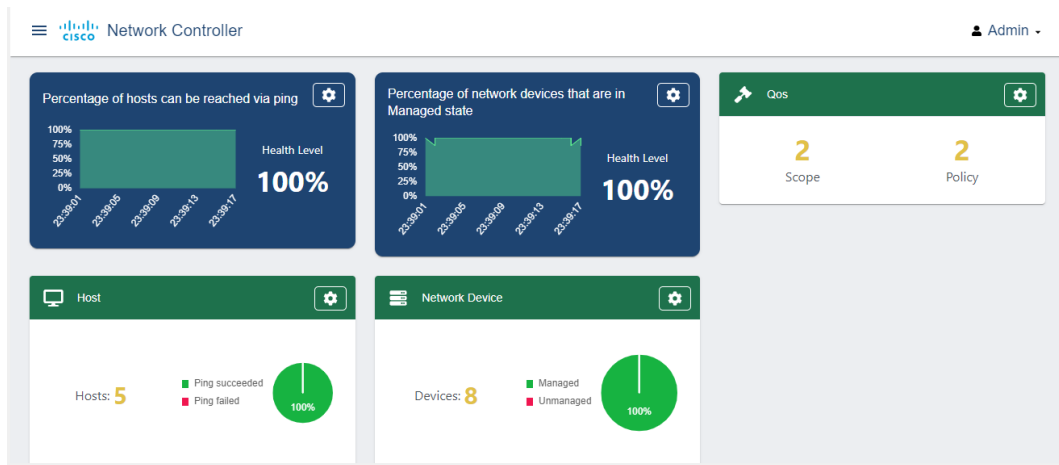 cisco Network Controller
Admin
Percentage of hosts can be reached via ping
100%
75%
50%
25%
0%
23:39:01 23:39:05 23:39:09 23:39:13 23:39:17
Health Level
100%
Percentage of network devices that are in
Managed state
100%
75%
50%
25%
0%
23:39:01 23:39:05 23:39:09 23:39:13 23:39:17
Health Level
100%
Qos
2
Scope
2
Policy
Host
Hosts: 5
Ping succeeded
Ping failed
100%
Network Device
Devices: 8
Managed
Unmanaged
100%